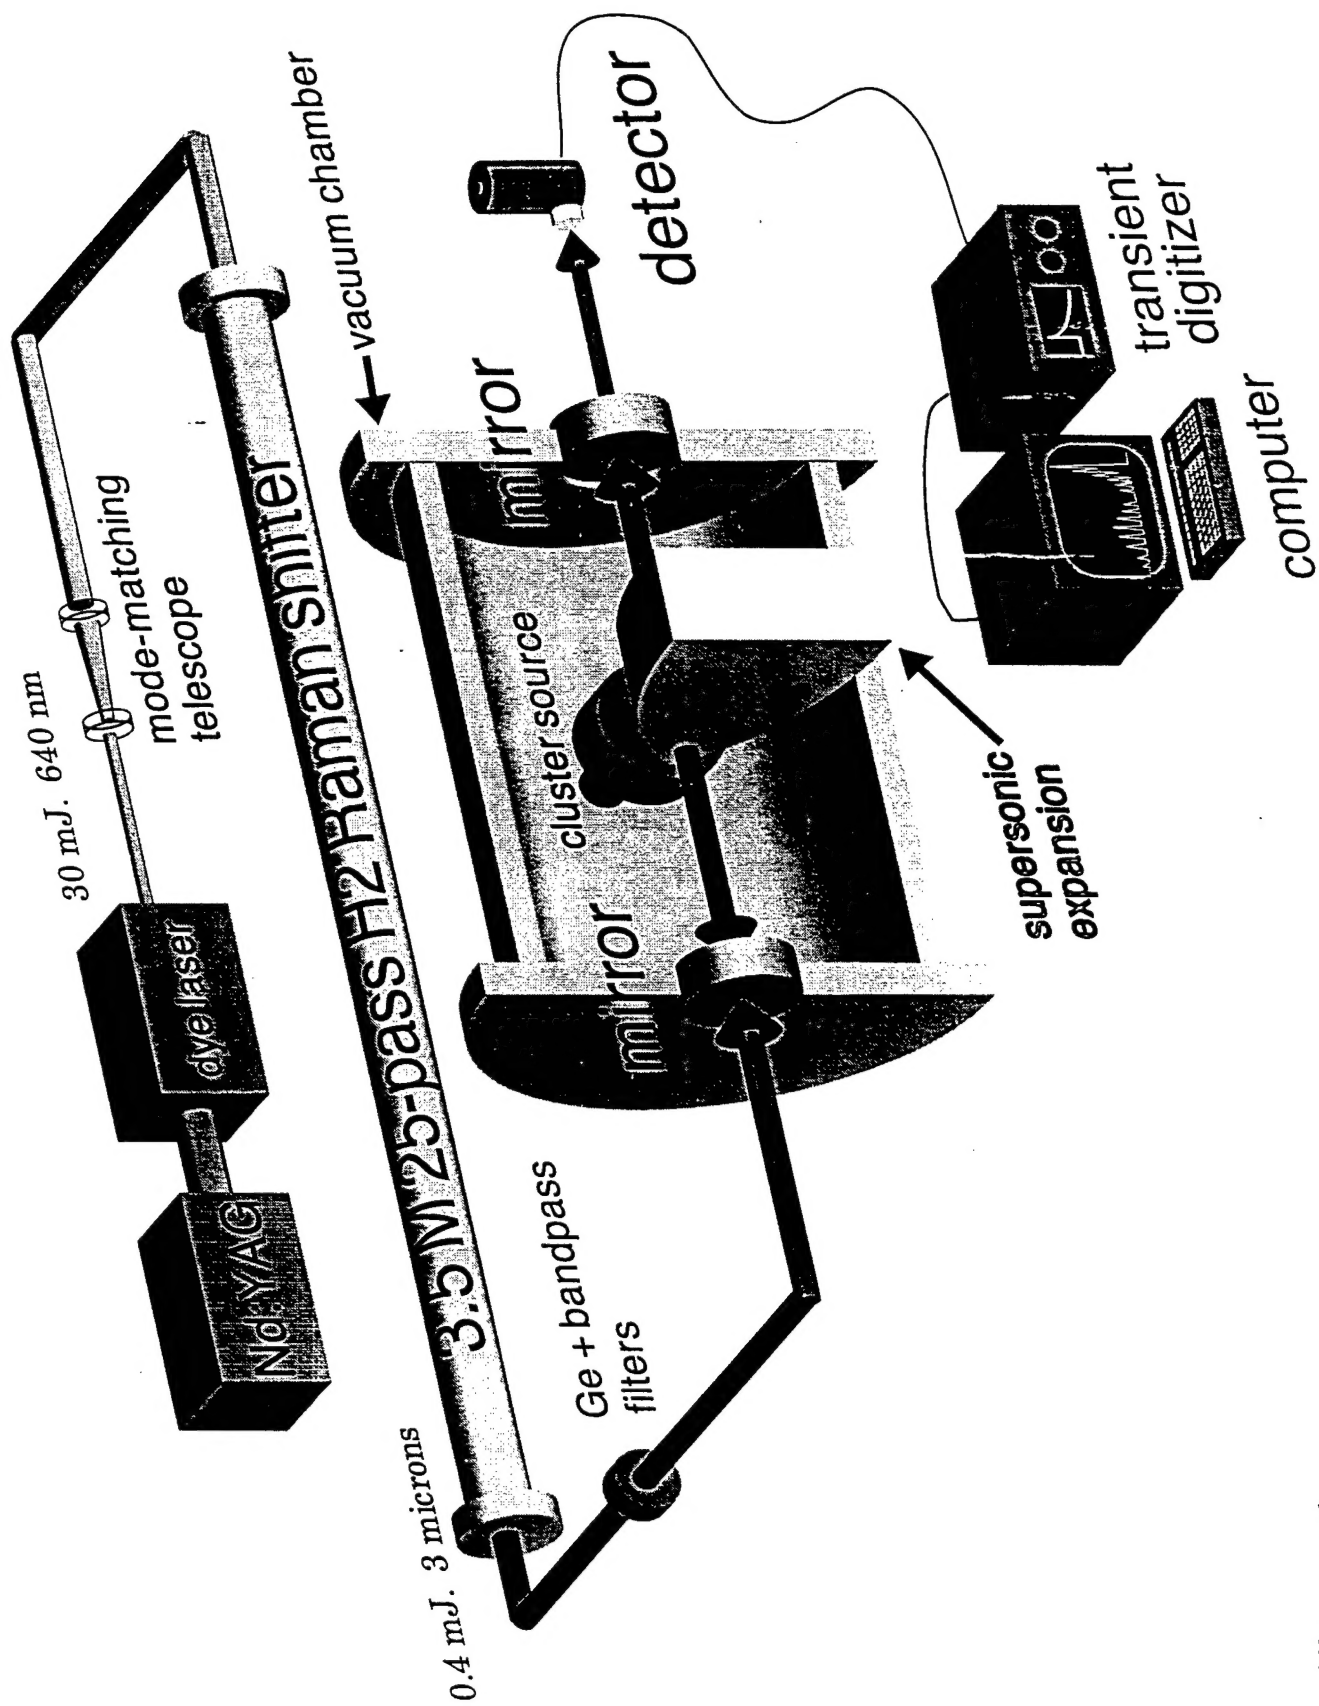 30 mJ. 640 nm
Nd:YAG
dye laser
mode-matching
telescope
3.5 M 25-pass H2 Raman shifter
0.4 mJ. 3 microns
Ge + bandpass
filters
vacuum chamber
mirror
cluster source
mirror
detector
supersonic
expansion
transient
digitizer
computer